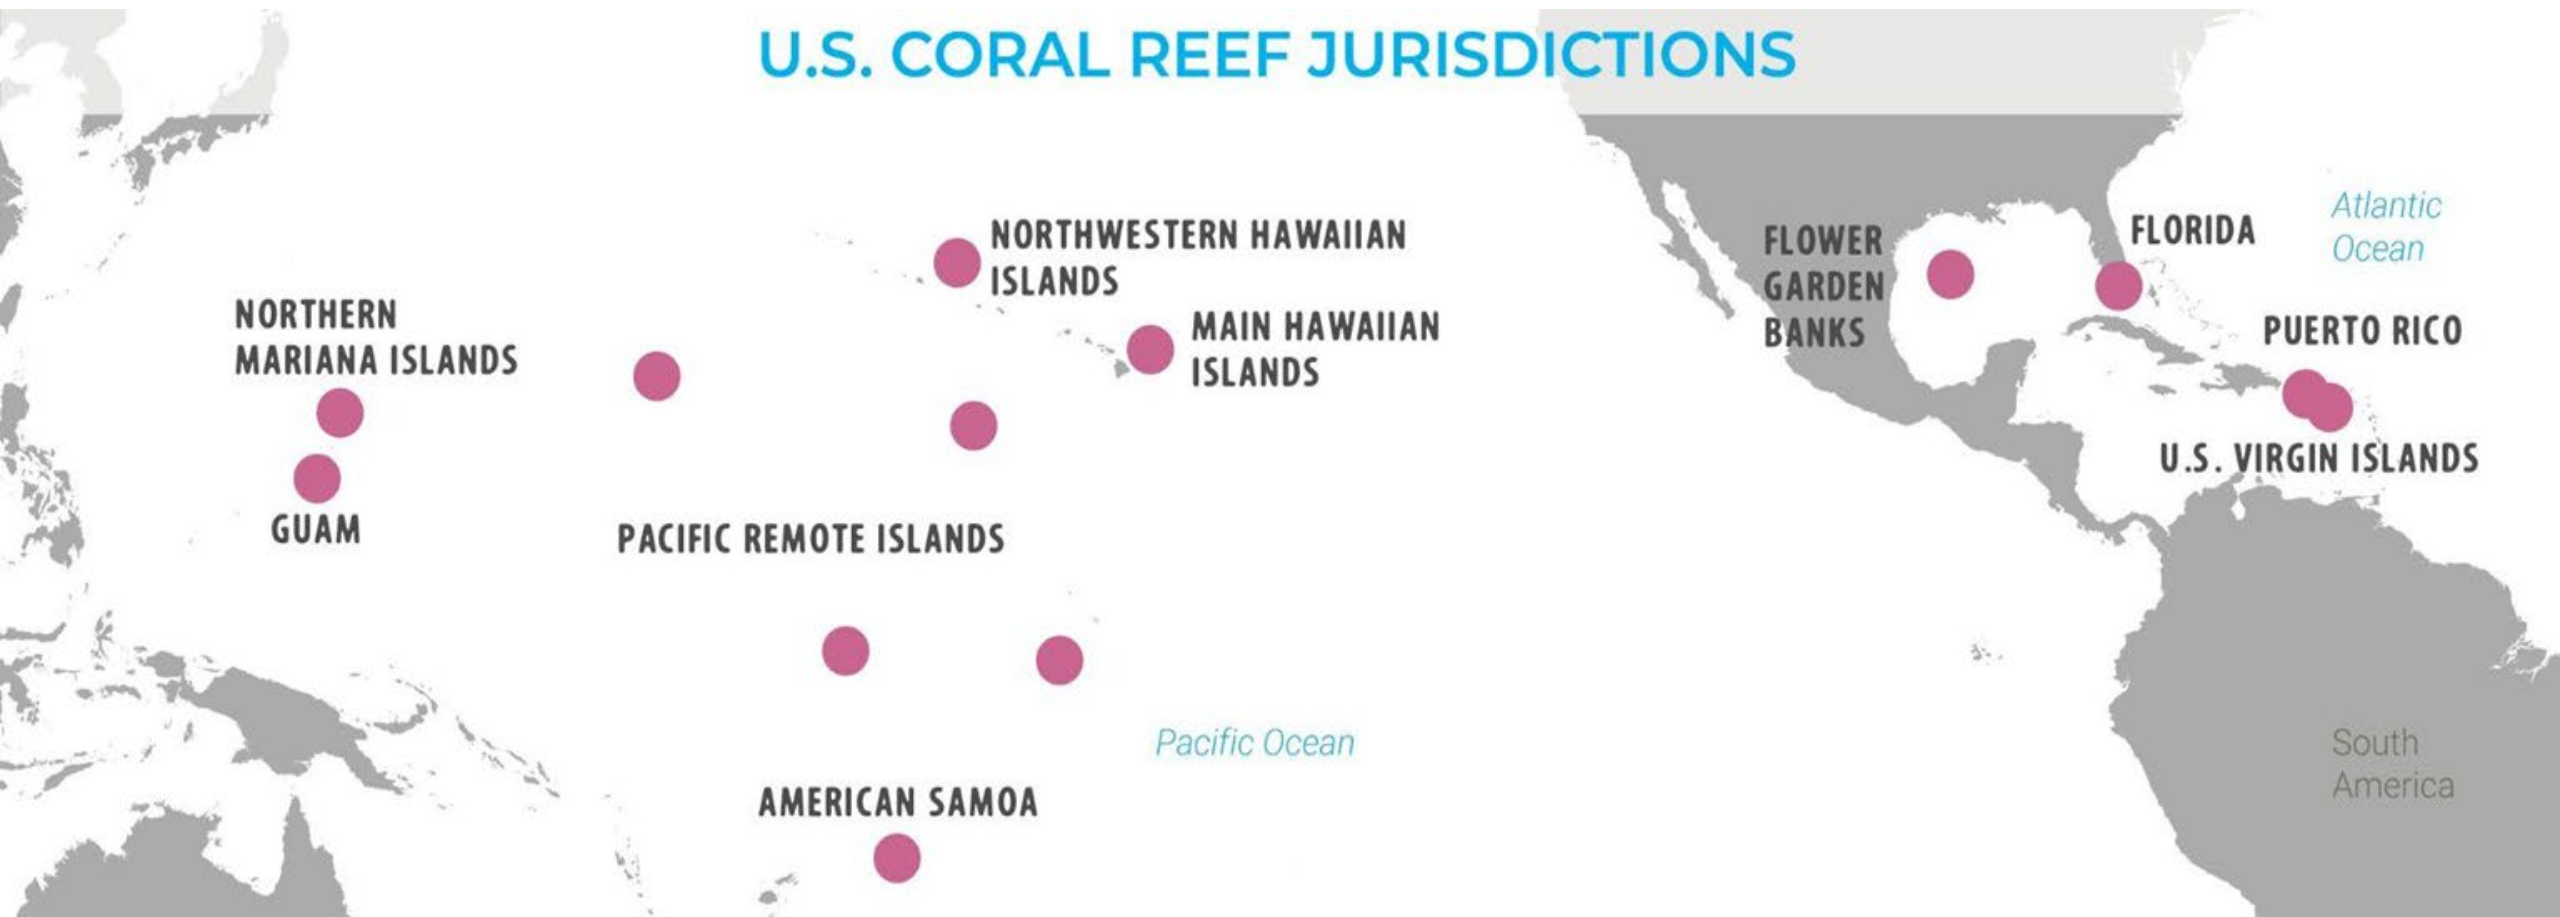 U.S. CORAL REEF JURISDICTIONS
NORTHERN
MARIANA ISLANDS
GUAM
NORTHWESTERN HAWAIIAN
ISLANDS
MAIN HAWAIIAN
ISLANDS
PACIFIC REMOTE ISLANDS
Pacific Ocean
AMERICAN SAMOA
FLOWER
GARDEN
BANKS
FLORIDA
Atlantic
Ocean
PUERTO RICO
U.S. VIRGIN ISLANDS
South
America